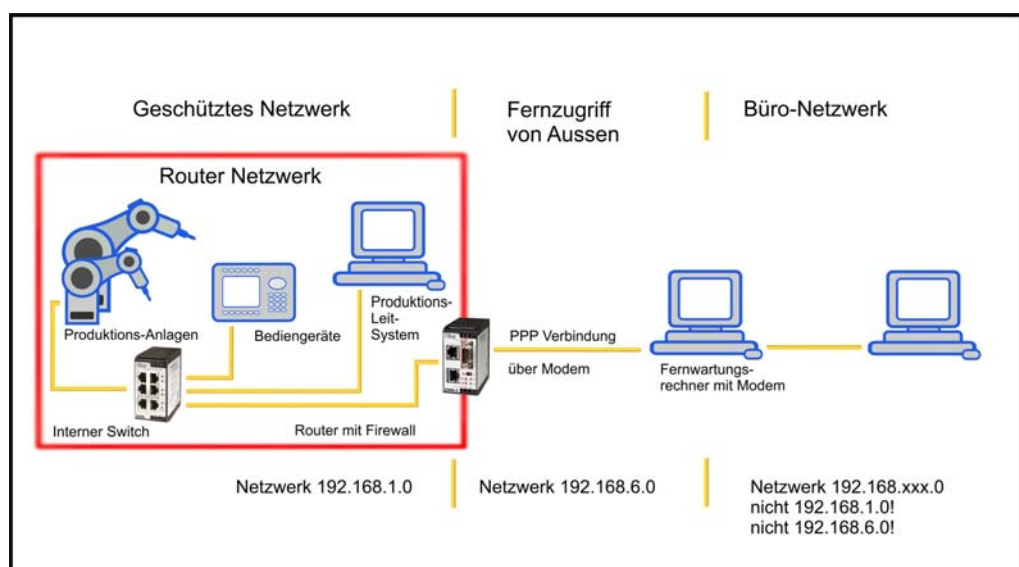 Geschütztes Netzwerk
Fernzugriff
von Aussen
Büro-Netzwerk
Router Netzwerk
Produktions-Anlagen
Bediengeräte
Produktions-
Leit-
System
PPP Verbindung
über Modem
Fernwartungs-
rechner mit Modem
Interner Switch
Router mit Firewall
Netzwerk 192.168.1.0
Netzwerk 192.168.6.0
Netzwerk 192.168.xxx.0
nicht 192.168.1.0!
nicht 192.168.6.0!